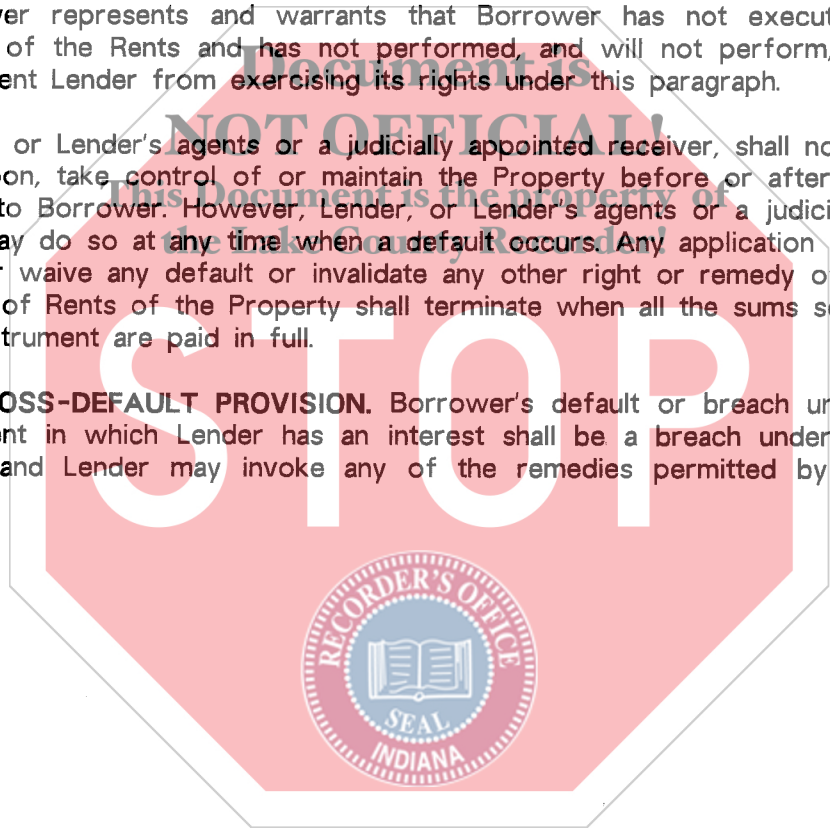 er represents and warrants that Borrower has not execut
of the Rents and has not performed, and will not perform,
ent Lender from exercising its rights under this paragraph.
Document is
NOT OFFICIAL!
This Document is the property of
the Lake County Recorder!
or Lender's agents or a judicially appointed receiver, shall no
on, take control of or maintain the Property before or after
to Borrower. However, Lender, or Lender's agents or a judici
ay do so at any time when a default occurs. Any application
r waive any default or invalidate any other right or remedy o
of Rents of the Property shall terminate when all the sums se
trument are paid in full.
OSS-DEFAULT PROVISION. Borrower's default or breach un
ent in which Lender has an interest shall be a breach under
and Lender may invoke any of the remedies permitted by
STOP
RECORDER'S OFFICE
SEAL
INDIANA